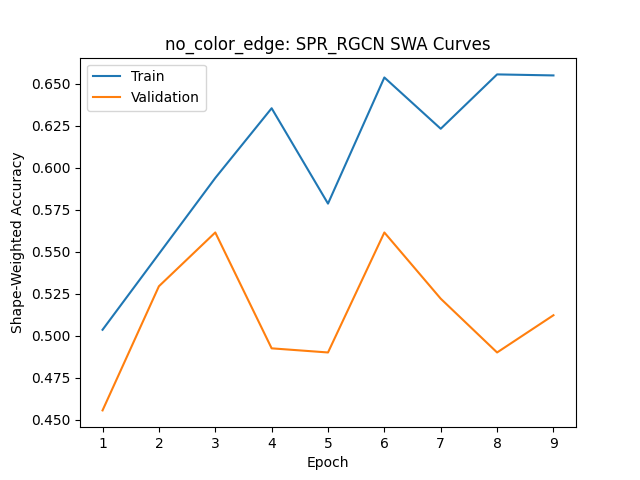 no_color_edge: SPR_RGCN SWA Curves
Train
Validation
Shape-Weighted Accuracy
0.650
0.625
0.600
0.575
0.550
0.525
0.500
0.475
0.450
1 2 3 4 5 6 7 8 9
Epoch